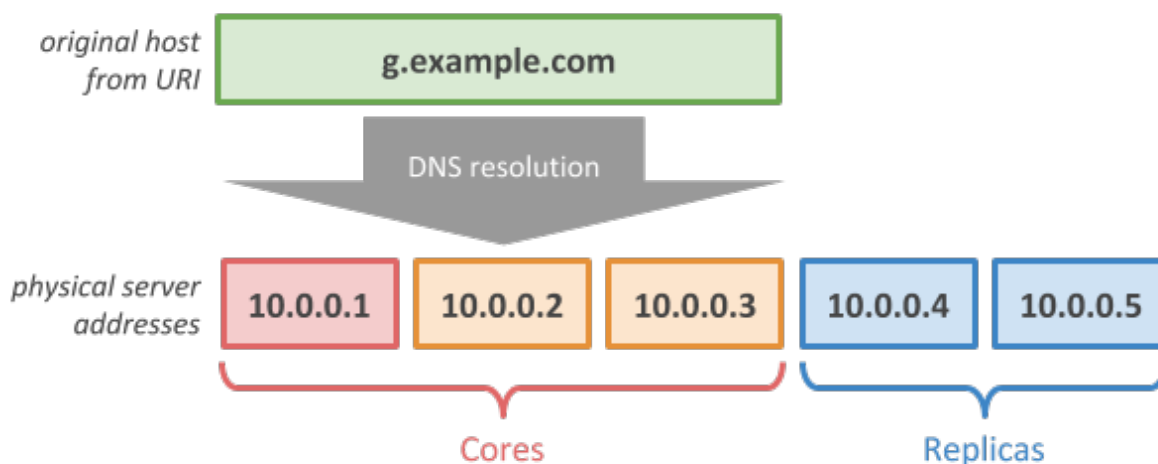 original host
from URI
g.example.com
DNS resolution
physical server
addresses
10.0.0.1
10.0.0.2
10.0.0.3
10.0.0.4
10.0.0.5
Cores
Replicas